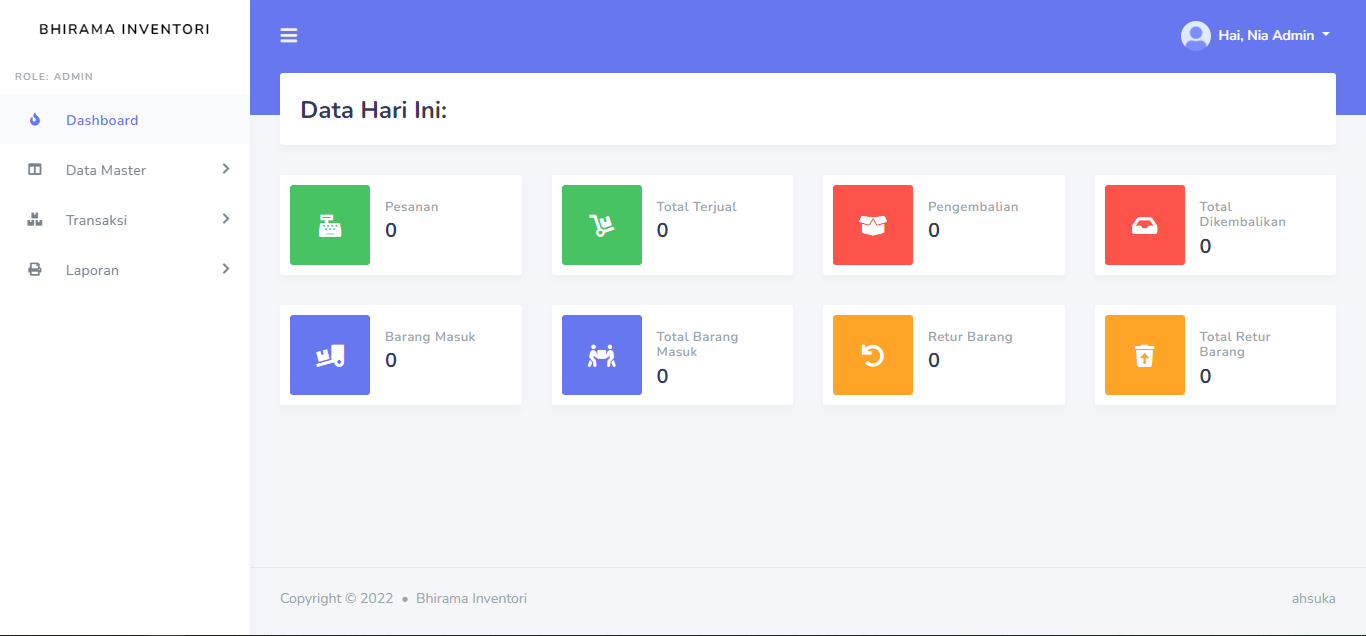 BHIRAMA INVENTORI
ROLE: ADMIN
Dashboard
Data Master
Transaksi
Laporan
Hai, Nia Admin
Data Hari Ini:
Pesanan
0
Total Terjual
0
Pengembalian
0
Total
Dikembalikan
0
Barang Masuk
0
Total Barang
Masuk
0
Retur Barang
0
Total Retur
Barang
0
Copyright © 2022 • Bhirama Inventori
ahsuka